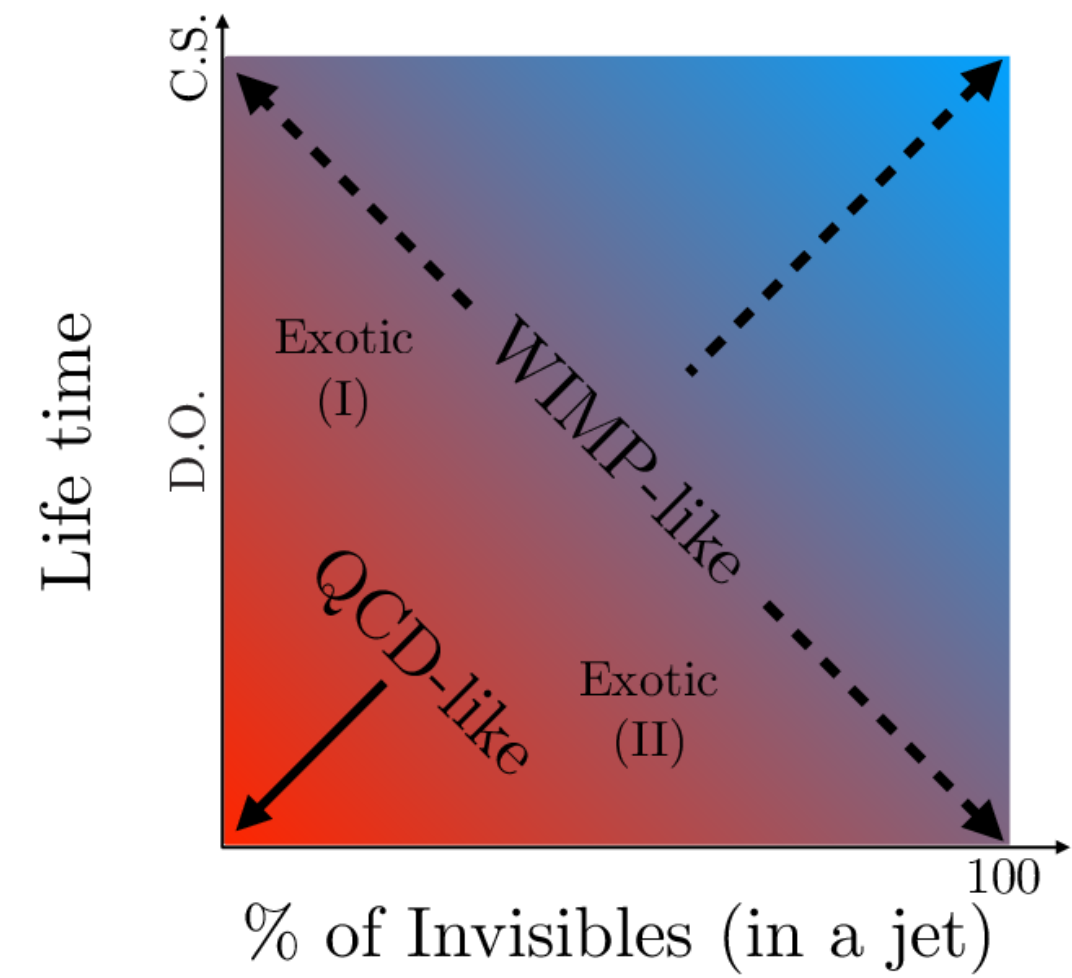 C.S.
D.O.
Life time
Exotic
(I)
WIMP-like
QCD-like
Exotic
(II)
100
% of Invisibles (in a jet)